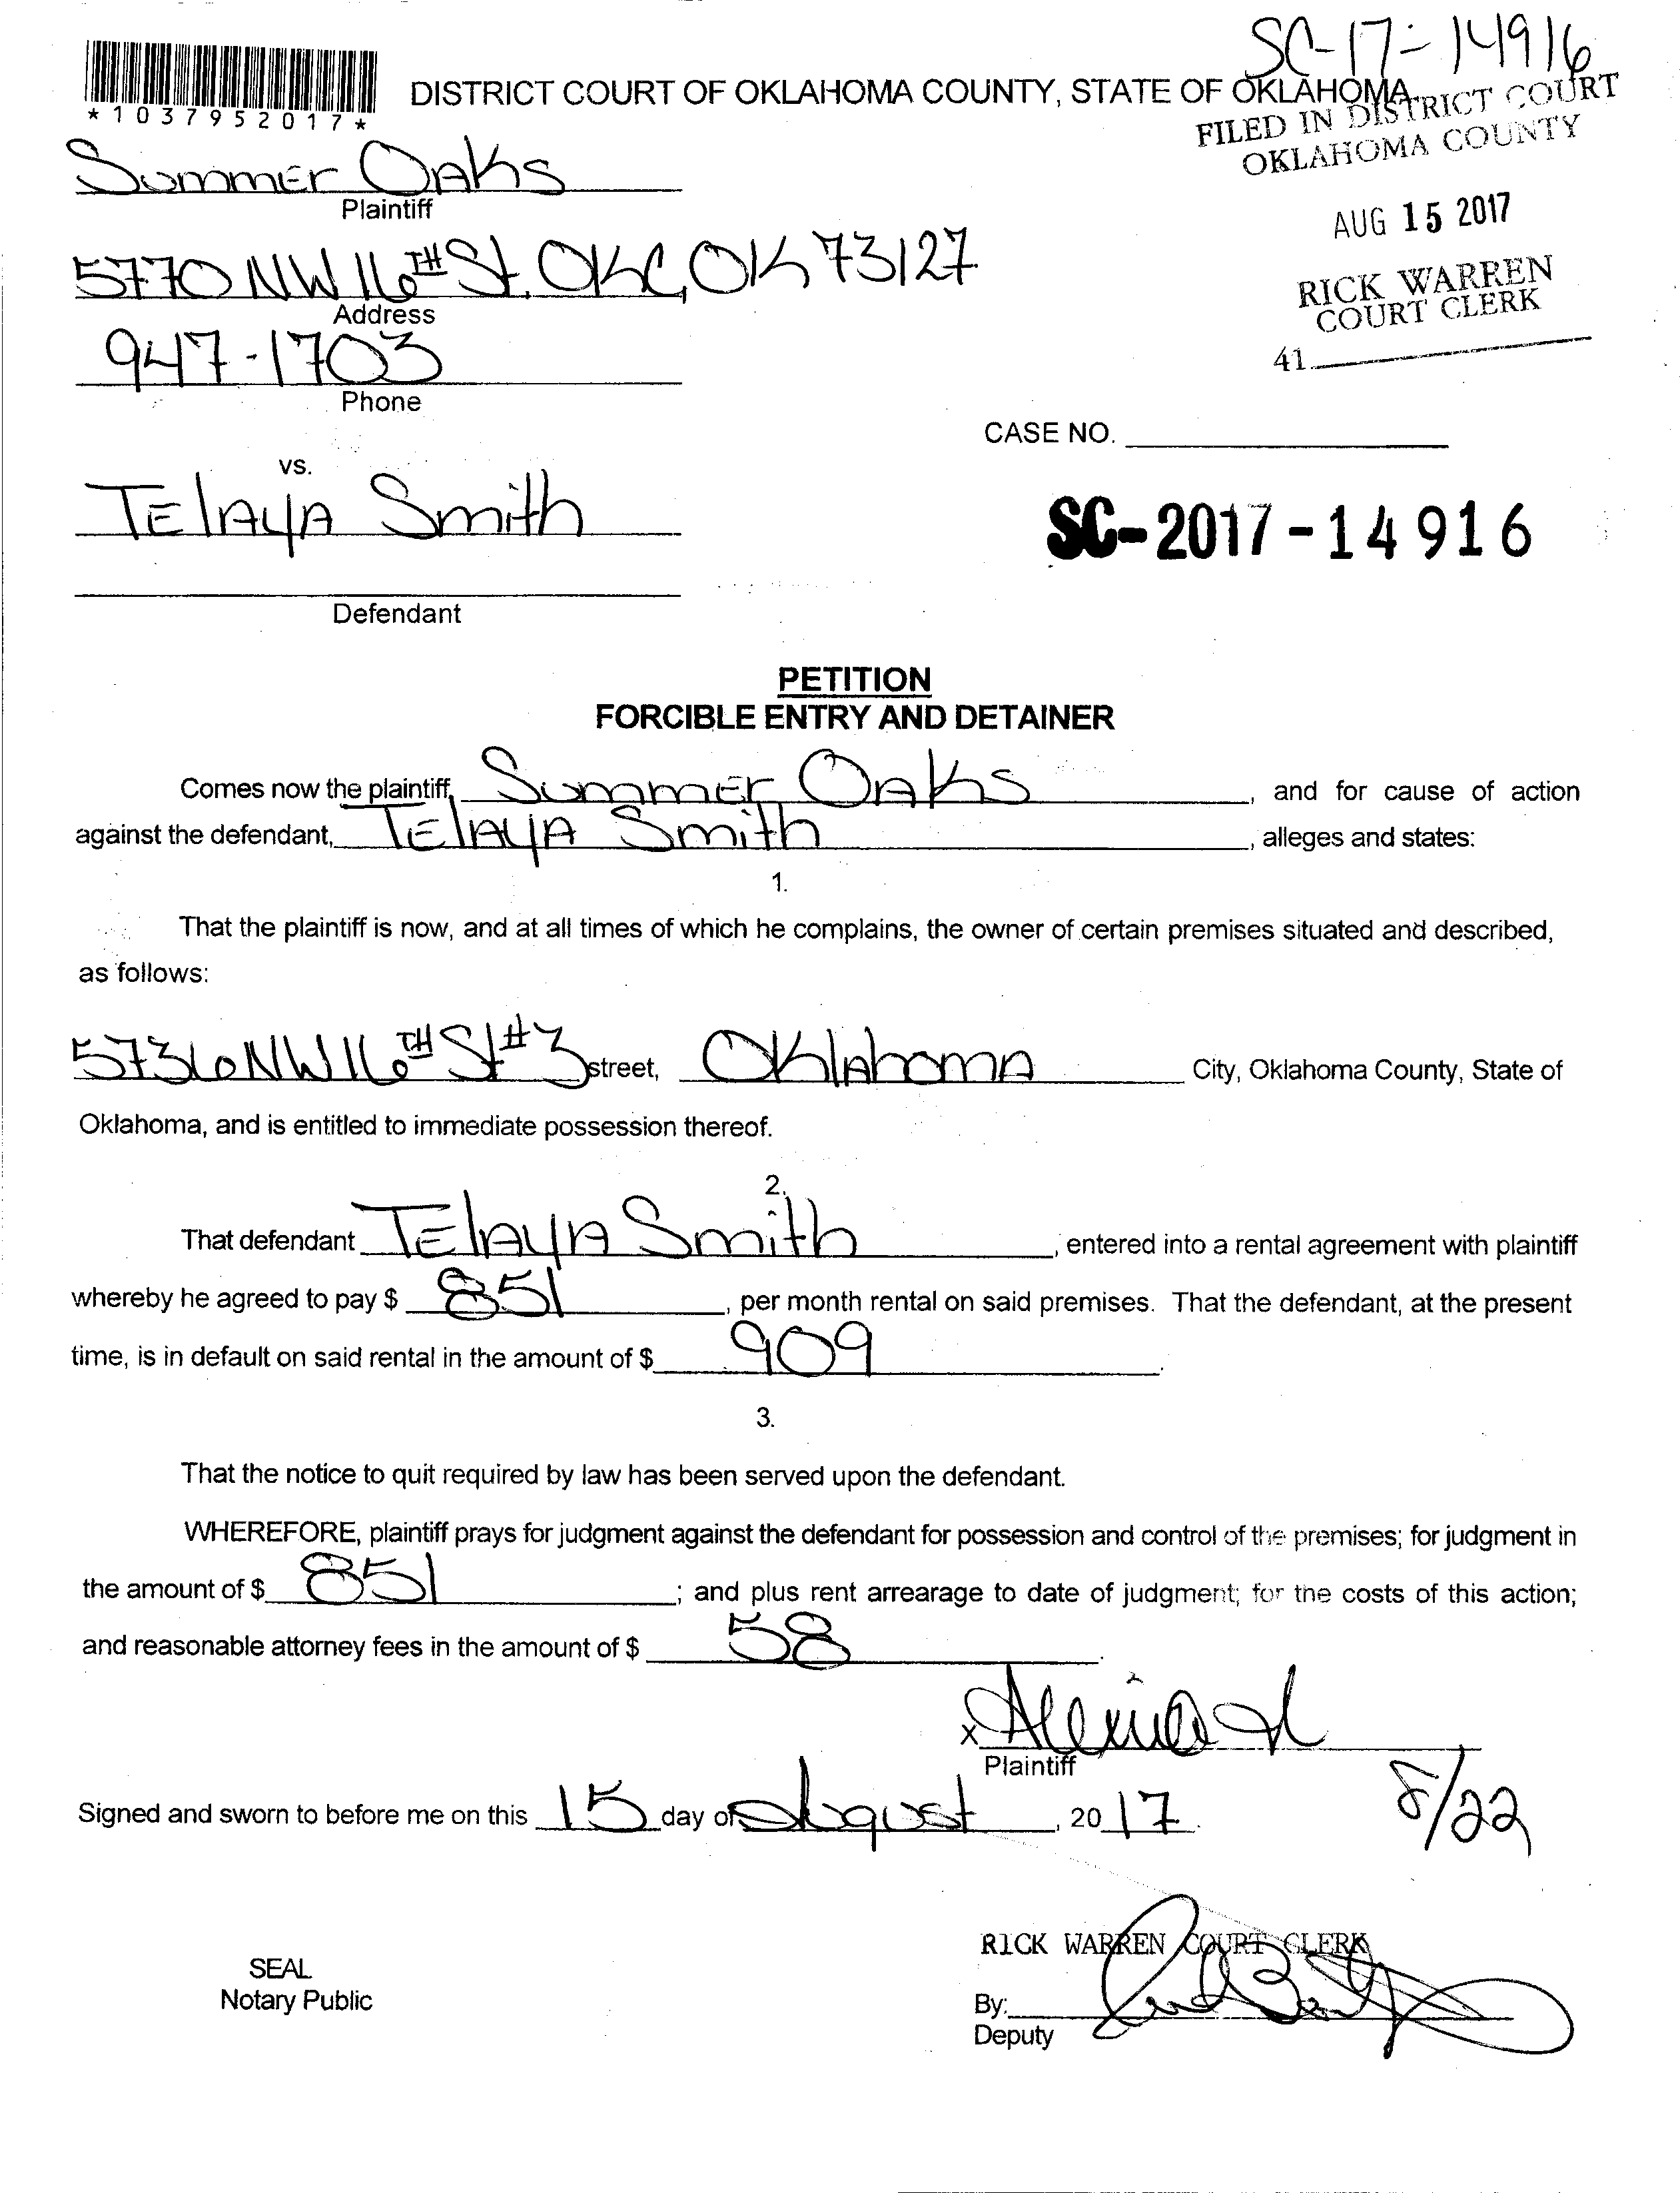 SC-17-14916
*1037952017*
DISTRICT COURT OF OKLAHOMA COUNTY, STATE OF OKLAHOMA
FILED IN DISTRICT COURT
OKLAHOMA COUNTY
Summer Oaks
Plaintiff
AUG 15 2017
5770 NW 16TH St. OKC, OK 73127
Address
RICK WARREN
COURT CLERK
947-1703
41
Phone
CASE NO.
vs.
Telaya Smith
SC-2017-14916
Defendant
PETITION
FORCIBLE ENTRY AND DETAINER
Comes now the plaintiff, Summer Oaks, and for cause of action
against the defendant, Telaya Smith, alleges and states:
1.
That the plaintiff is now, and at all times of which he complains, the owner of certain premises situated and described,
as follows:
5736 NW 16TH St #3 street, Oklahoma City, Oklahoma County, State of
Oklahoma, and is entitled to immediate possession thereof.
2.
That defendant Telaya Smith, entered into a rental agreement with plaintiff
whereby he agreed to pay $ 851, per month rental on said premises. That the defendant, at the present
time, is in default on said rental in the amount of $ 909.
3.
That the notice to quit required by law has been served upon the defendant.
WHEREFORE, plaintiff prays for judgment against the defendant for possession and control of the premises; for judgment in
the amount of $ 851; and plus rent arrearage to date of judgment; for the costs of this action;
and reasonable attorney fees in the amount of $ 58.
X
Plaintiff
8/22
Signed and sworn to before me on this 15 day of August, 2017.
RICK WARREN COURT CLERK
SEAL
Notary Public
By:
Deputy